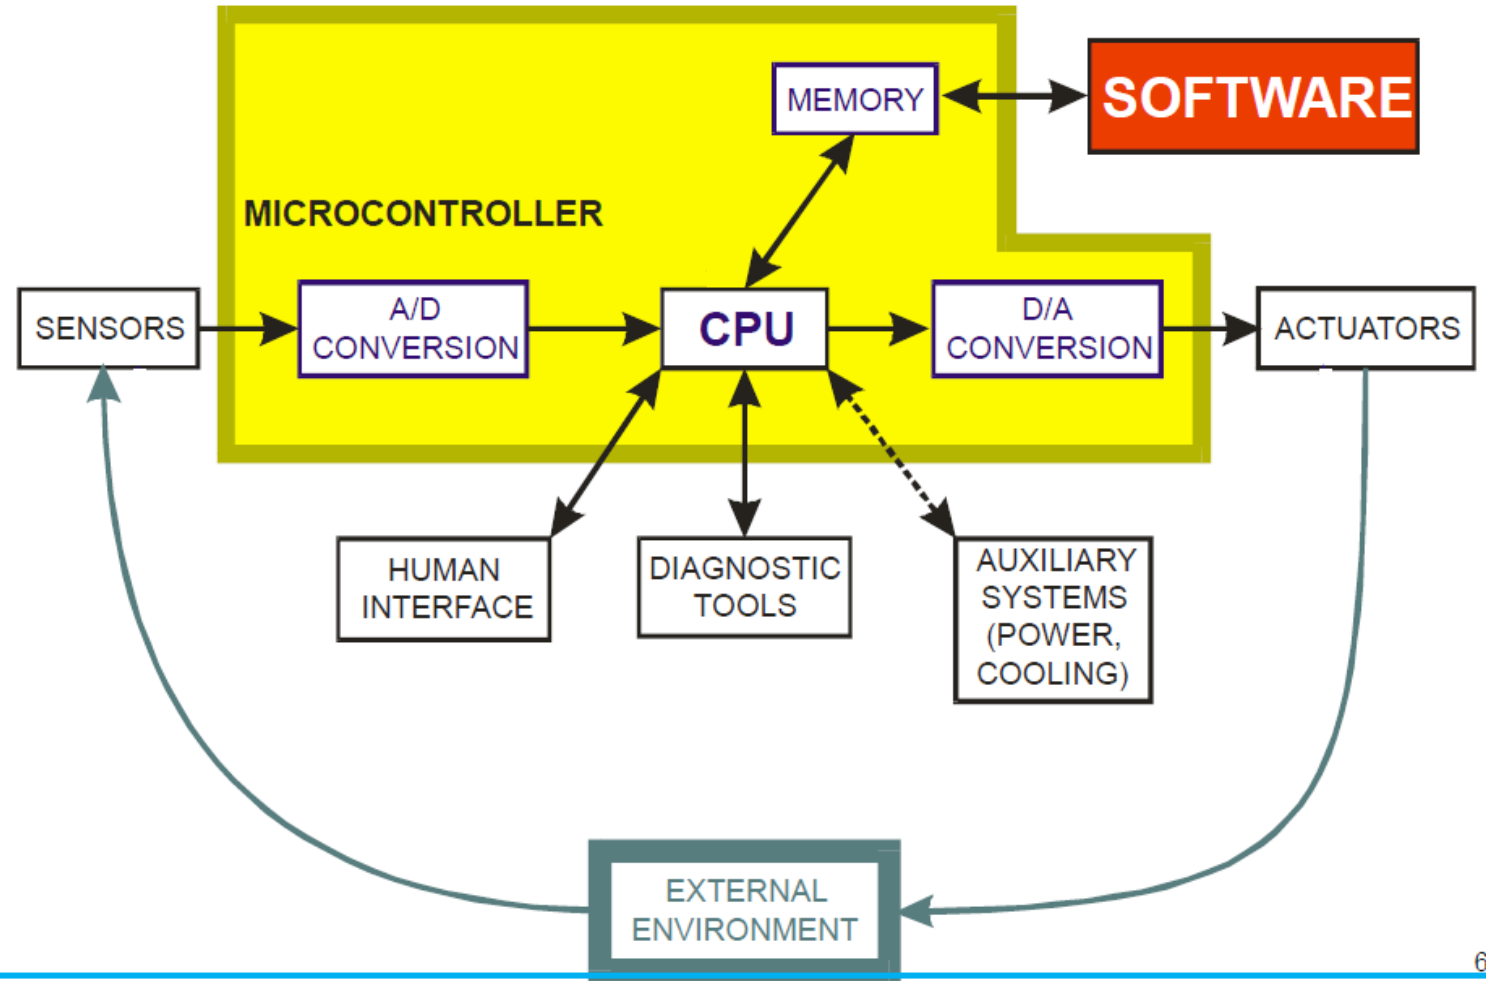 MEMORY
SOFTWARE
MICROCONTROLLER
SENSORS
A/D
CONVERSION
CPU
D/A
CONVERSION
ACTUATORS
HUMAN
INTERFACE
DIAGNOSTIC
TOOLS
AUXILIARY
SYSTEMS
(POWER,
COOLING)
EXTERNAL
ENVIRONMENT
6